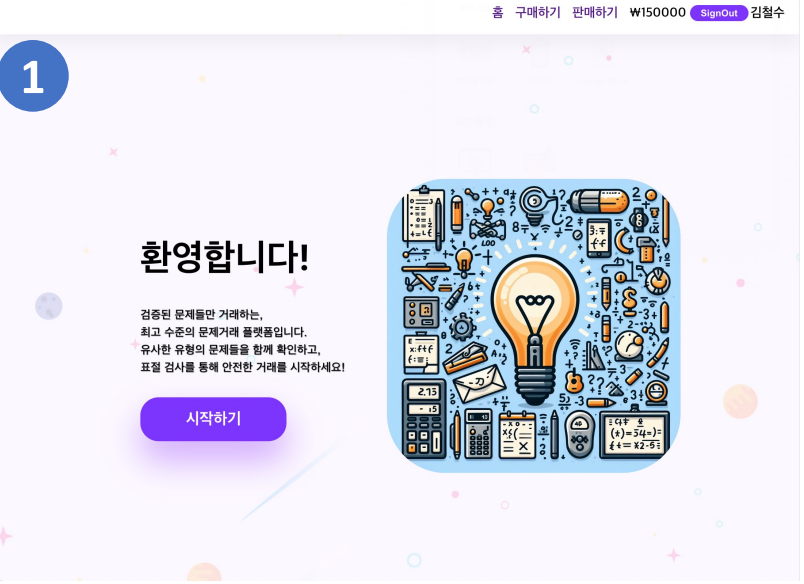 홈 구매하기 판매하기 ₩150000 SignOut 김철수
1
환영합니다!
검증된 문제들만 거래하는,
최고 수준의 문제거래 플랫폼입니다.
유사한 유형의 문제들을 함께 확인하고,
표절 검사를 통해 안전한 거래를 시작하세요!
시작하기